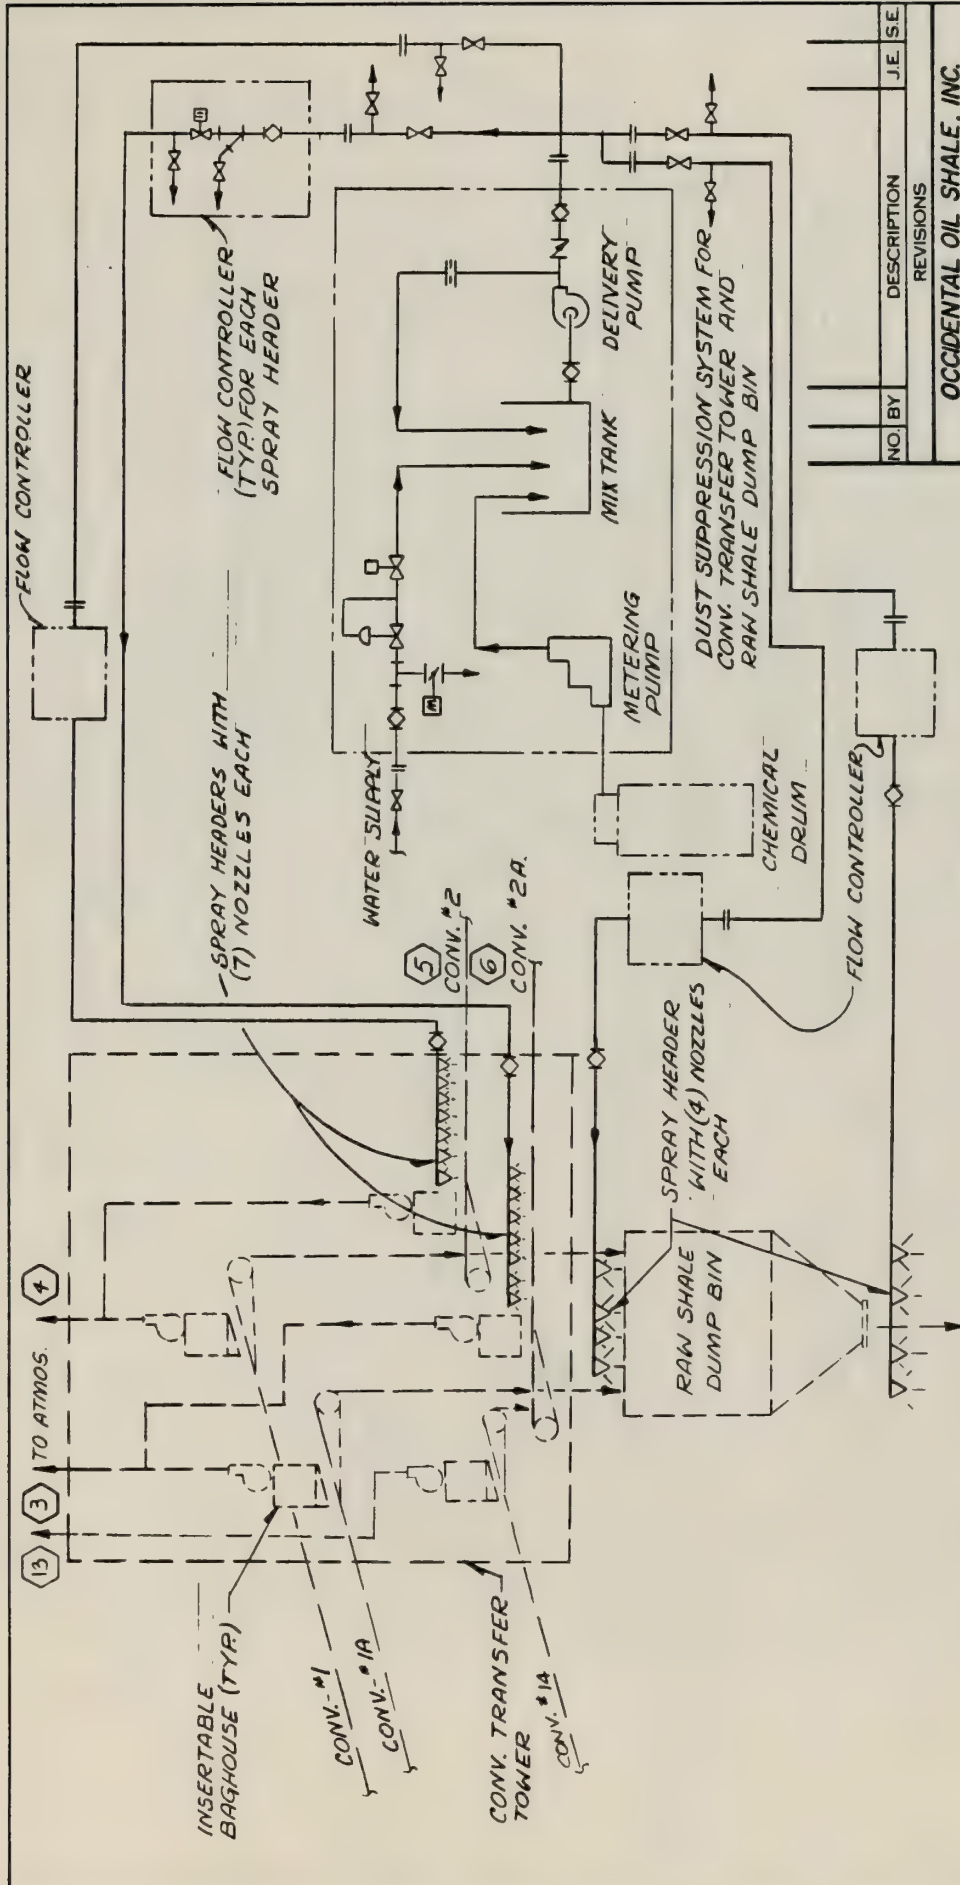 FLOW CONTROLLER
SPRAY HEADERS WITH
(7) NOZZLES EACH
FLOW CONTROLLER
(TYP.) FOR EACH
SPRAY HEADER
WATER SUPPLY
MIX TANK
DELIVERY
PUMP
METERING
PUMP
CHEMICAL
DRUM
DUST SUPPRESSION SYSTEM FOR
CONV. TRANSFER TOWER AND
RAW SHALE DUMP BIN
13
3
TO ATMOS.
4
INSERTABLE
BAGHOUSE (TYP.)
CONV. #1
CONV. #1A
CONV. TRANSFER
TOWER
CONV. #1A
5
CONV. #2
6
CONV. #2A
SPRAY HEADER
WITH (4) NOZZLES
EACH
RAW SHALE
DUMP BIN
FLOW CONTROLLER
M
NO. BY DESCRIPTION J.E. S.E.
REVISIONS
OCCIDENTAL OIL SHALE, INC.